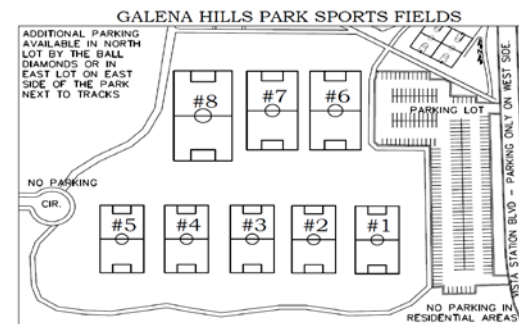 GALENA HILLS PARK SPORTS FIELDS
ADDITIONAL PARKING
AVAILABLE IN NORTH
LOT BY THE BALL
DIAMONDS OR IN
EAST LOT ON EAST
SIDE OF THE PARK
NEXT TO TRACKS
#8
#7
#6
PARKING LOT
NO PARKING
CIR.
#5
#4
#3
#2
#1
VISTA STATION BLVD - PARKING ONLY ON WEST SIDE.
NO PARKING IN
RESIDENTIAL AREAS